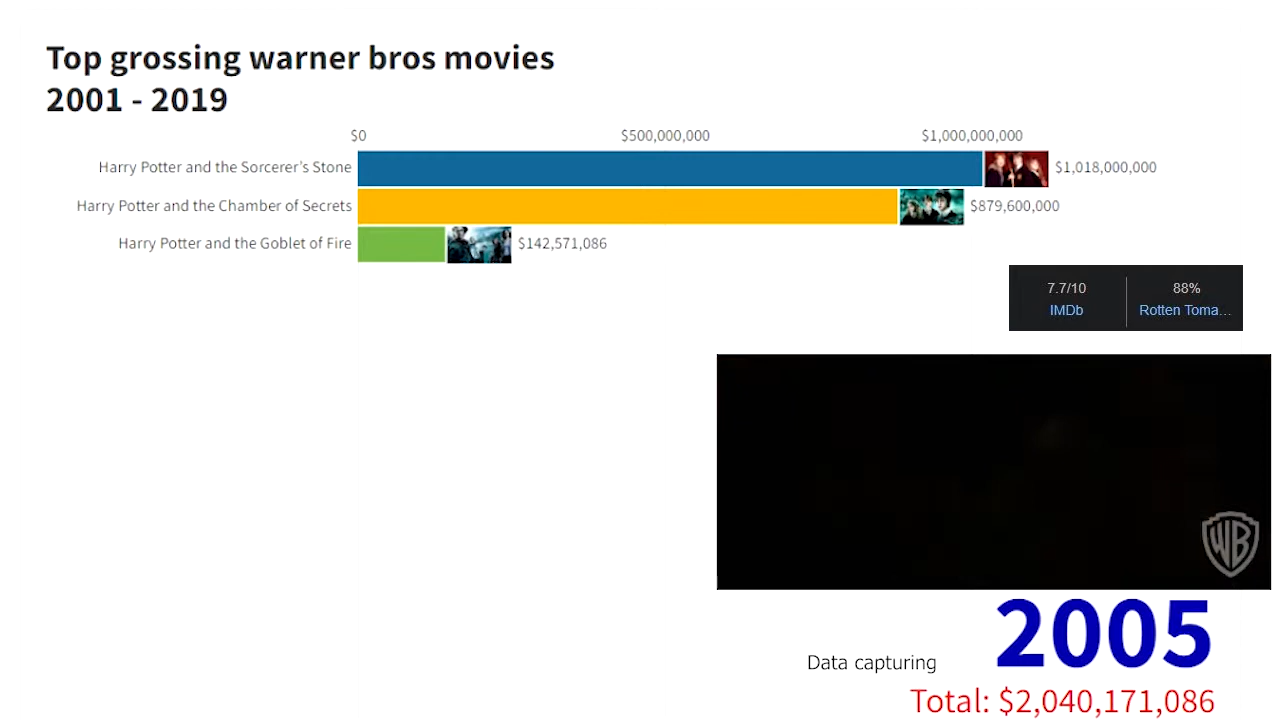 Top grossing warner bros movies
2001 - 2019
$0 $500,000,000 $1,000,000,000
Harry Potter and the Sorcerer’s Stone $1,018,000,000
Harry Potter and the Chamber of Secrets $879,600,000
Harry Potter and the Goblet of Fire $142,571,086
7.7/10 88%
IMDb Rotten Toma...
WB
2005
Data capturing
Total: $2,040,171,086